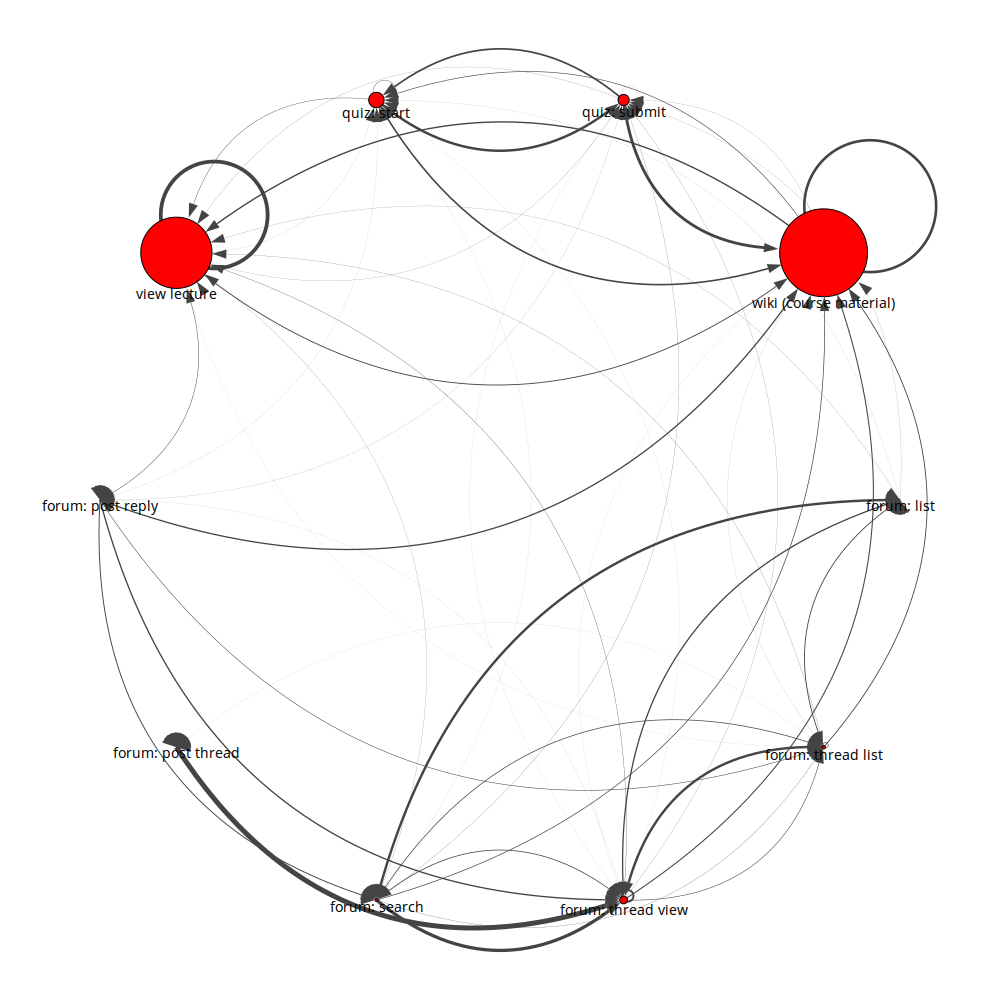 quiz: start
quiz: submit
view lecture
wiki (course material)
forum: post reply
forum: list
forum: post thread
forum: thread list
forum: search
forum: thread view